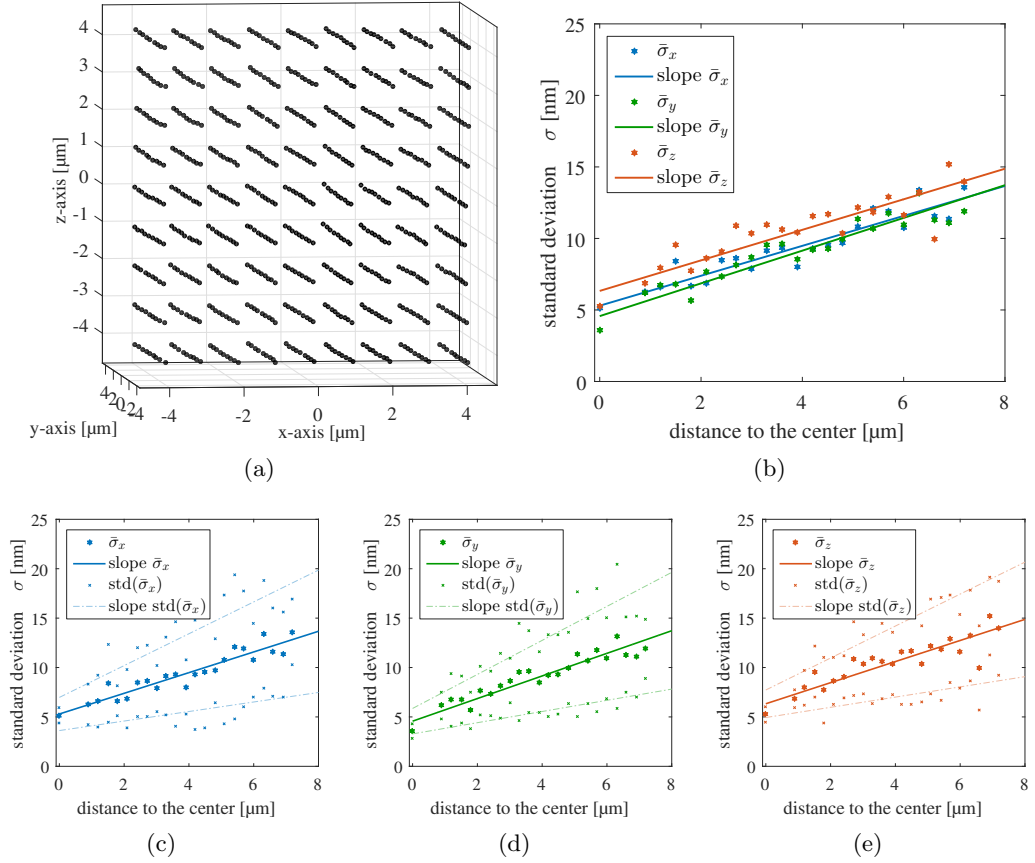 4
3
2
1
0
-1
-2
-3
-4
z-axis [µm]
4
2
0
-2
-4
y-axis [µm]
-4
-2
0
2
4
x-axis [µm]
(a)
25
20
15
10
5
0
standard deviation σ [nm]
σ̄x
slope σ̄x
σ̄y
slope σ̄y
σ̄z
slope σ̄z
0
2
4
6
8
distance to the center [µm]
(b)
25
20
15
10
5
0
standard deviation σ [nm]
σ̄x
slope σ̄x
std(σ̄x)
slope std(σ̄x)
0
2
4
6
8
distance to the center [µm]
(c)
25
20
15
10
5
0
standard deviation σ [nm]
σ̄y
slope σ̄y
std(σ̄y)
slope std(σ̄y)
0
2
4
6
8
distance to the center [µm]
(d)
25
20
15
10
5
0
standard deviation σ [nm]
σ̄z
slope σ̄z
std(σ̄z)
slope std(σ̄z)
0
2
4
6
8
distance to the center [µm]
(e)